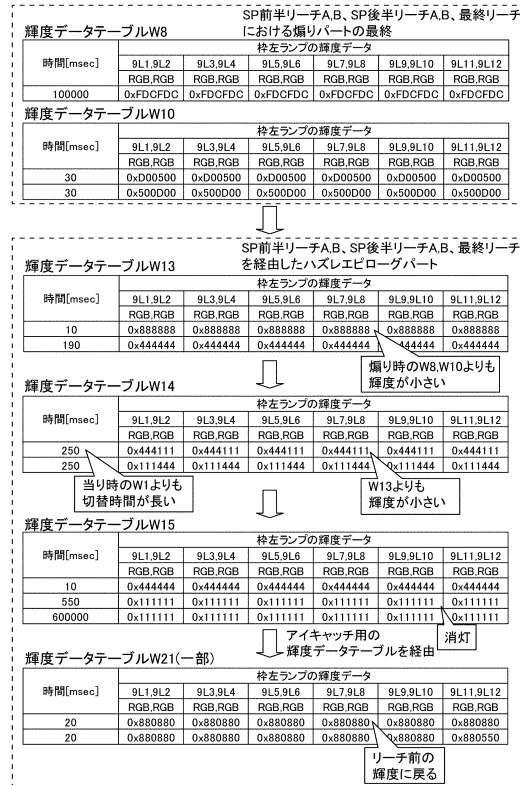 SP前半リーチA,B、SP後半リーチA,B、最終リーチ
における煽りパートの最終
輝度データテーブルW8
時間[msec] 枠左ランプの輝度データ
9L1,9L2 9L3,9L4 9L5,9L6 9L7,9L8 9L9,9L10 9L11,9L12
RGB,RGB RGB,RGB RGB,RGB RGB,RGB RGB,RGB RGB,RGB
100000 0xFDCFDC 0xFDCFDC 0xFDCFDC 0xFDCFDC 0xFDCFDC 0xFDCFDC
輝度データテーブルW10
時間[msec] 枠左ランプの輝度データ
9L1,9L2 9L3,9L4 9L5,9L6 9L7,9L8 9L9,9L10 9L11,9L12
RGB,RGB RGB,RGB RGB,RGB RGB,RGB RGB,RGB RGB,RGB
30 0xD00500 0xD00500 0xD00500 0xD00500 0xD00500 0xD00500
30 0x500D00 0x500D00 0x500D00 0x500D00 0x500D00 0x500D00
SP前半リーチA,B、SP後半リーチA,B、最終リーチ
を経由したハズレエピローグパート
輝度データテーブルW13
時間[msec] 枠左ランプの輝度データ
9L1,9L2 9L3,9L4 9L5,9L6 9L7,9L8 9L9,9L10 9L11,9L12
RGB,RGB RGB,RGB RGB,RGB RGB,RGB RGB,RGB RGB,RGB
10 0x888888 0x888888 0x888888 0x888888 0x888888 0x888888
190 0x444444 0x444444 0x444444 0x444444 0x444444
煽り時のW8,W10よりも
輝度が小さい
輝度データテーブルW14
時間[msec] 枠左ランプの輝度データ
9L1,9L2 9L3,9L4 9L5,9L6 9L7,9L8 9L9,9L10 9L11,9L12
RGB,RGB RGB,RGB RGB,RGB RGB,RGB RGB,RGB RGB,RGB
250 0x444111 0x444111 0x444111 0x444111 0x444111 0x444111
250 0x111444 0x111444 0x111444 0x111444 0x111444
当り時のW1よりも
切替時間が長い
W13よりも
輝度が小さい
輝度データテーブルW15
時間[msec] 枠左ランプの輝度データ
9L1,9L2 9L3,9L4 9L5,9L6 9L7,9L8 9L9,9L10 9L11,9L12
RGB,RGB RGB,RGB RGB,RGB RGB,RGB RGB,RGB RGB,RGB
10 0x444444 0x444444 0x444444 0x444444 0x444444 0x444444
550 0x111111 0x111111 0x111111 0x111111 0x111111 0x111111
600000 0x111111 0x111111 0x111111 0x111111 0x111111 0x111111
消灯
アイキャッチ用の
輝度データテーブルを経由
輝度データテーブルW21(一部)
時間[msec] 枠左ランプの輝度データ
9L1,9L2 9L3,9L4 9L5,9L6 9L7,9L8 9L9,9L10 9L11,9L12
RGB,RGB RGB,RGB RGB,RGB RGB,RGB RGB,RGB RGB,RGB
20 0x880880 0x880880 0x880880 0x880880 0x880880 0x880880
20 0x880880 0x880880 0x880880 0x880880 0x880880 0x880550
リーチ前の
輝度に戻る